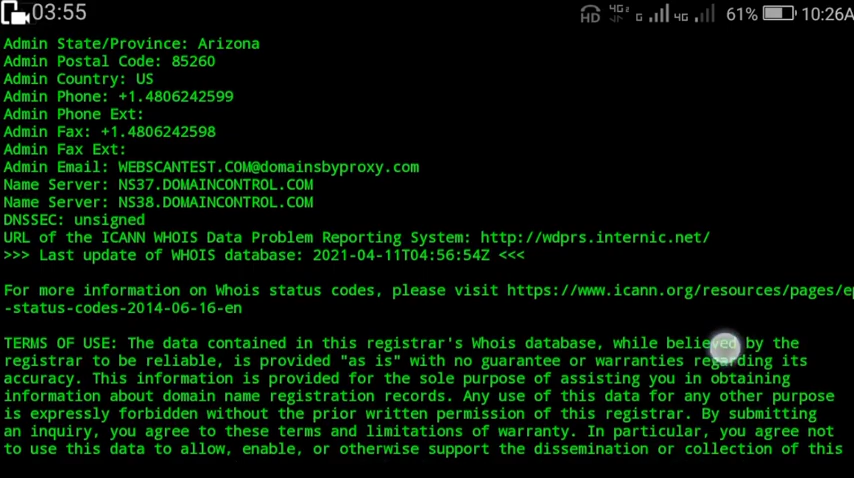 03:55 HD 4G2 G 4G 61% 10:26A
Admin State/Province: Arizona
Admin Postal Code: 85260
Admin Country: US
Admin Phone: +1.4806242599
Admin Phone Ext:
Admin Fax: +1.4806242598
Admin Fax Ext:
Admin Email: WEBSCANTEST.COM@domainsbyproxy.com
Name Server: NS37.DOMAINCONTROL.COM
Name Server: NS38.DOMAINCONTROL.COM
DNSSEC: unsigned
URL of the ICANN WHOIS Data Problem Reporting System: http://wdprs.internic.net/
>>> Last update of WHOIS database: 2021-04-11T04:56:54Z <<<
For more information on Whois status codes, please visit https://www.icann.org/resources/pages/ep
-status-codes-2014-06-16-en
TERMS OF USE: The data contained in this registrar's Whois database, while believed by the
registrar to be reliable, is provided "as is" with no guarantee or warranties regarding its
accuracy. This information is provided for the sole purpose of assisting you in obtaining
information about domain name registration records. Any use of this data for any other purpose
is expressly forbidden without the prior written permission of this registrar. By submitting
an inquiry, you agree to these terms and limitations of warranty. In particular, you agree not
to use this data to allow, enable, or otherwise support the dissemination or collection of this